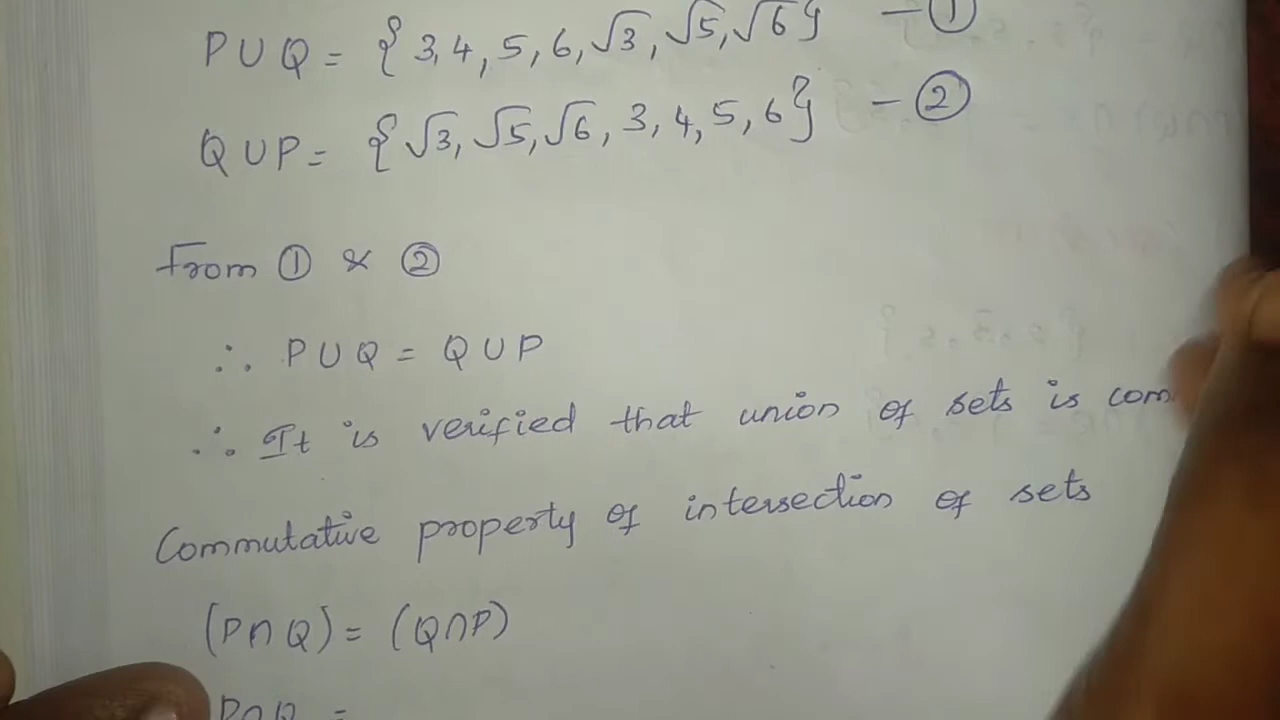 P ∪ Q = { 3, 4, 5, 6, √3, √5, √6 } — ①
Q ∪ P = { √3, √5, √6, 3, 4, 5, 6 } — ②
From ① & ②
∴ P ∪ Q = Q ∪ P
∴ It is verified that union of sets is com
Commutative property of intersection of sets
(P ∩ Q) = (Q ∩ P)
P ∩ Q =